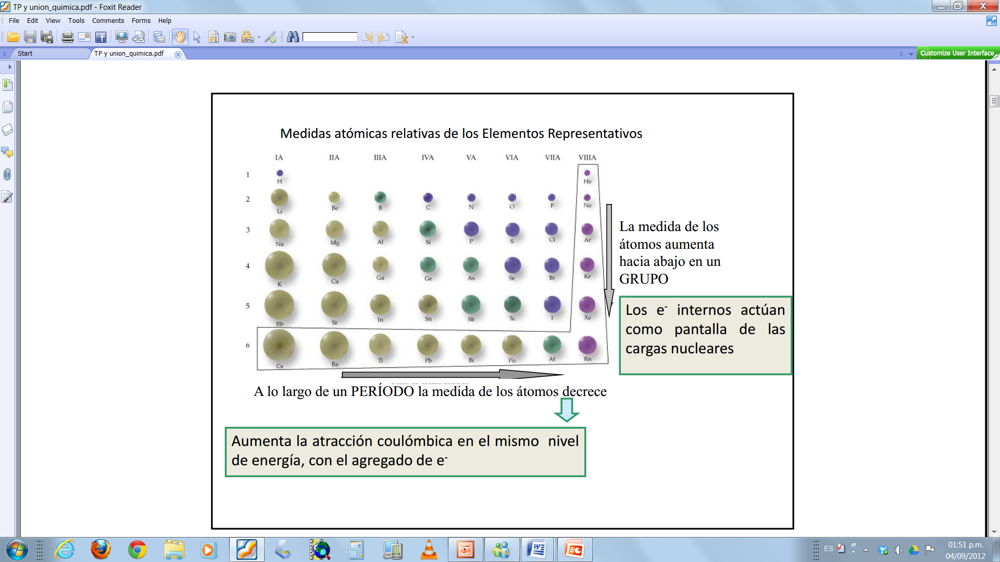 TP y union_quimica.pdf - Foxit Reader
File Edit View Tools Comments Forms Help
RMS
Start TP y union_quimica.pdf Customize User Interface
Medidas atómicas relativas de los Elementos Representativos
IA IIA IIIA IVA VA VIA VIIA VIIIA
1
H He
2
Li Be B C N O F Ne
3
Na Mg Al Si P S Cl Ar
4
K Ca Ga Ge As Se Br Kr
5
Rb Sr In Sn Sb Te I Xe
6
Cs Ba Tl Pb Bi Po At Rn
La medida de los
átomos aumenta
hacia abajo en un
GRUPO
Los e- internos actúan
como pantalla de las
cargas nucleares
A lo largo de un PERÍODO la medida de los átomos decrece
Aumenta la atracción coulómbica en el mismo nivel
de energía, con el agregado de e-
ES
01:51 p.m.
04/09/2012